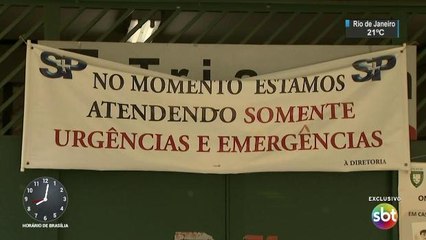 Rio de Janeiro
21°C
SP
SP
NO MOMENTO ESTAMOS
ATENDENDO SOMENTE
URGÊNCIAS E EMERGÊNCIAS
À DIRETORIA
EXCLUSIVO
sbt
HORÁRIO DE BRASÍLIA